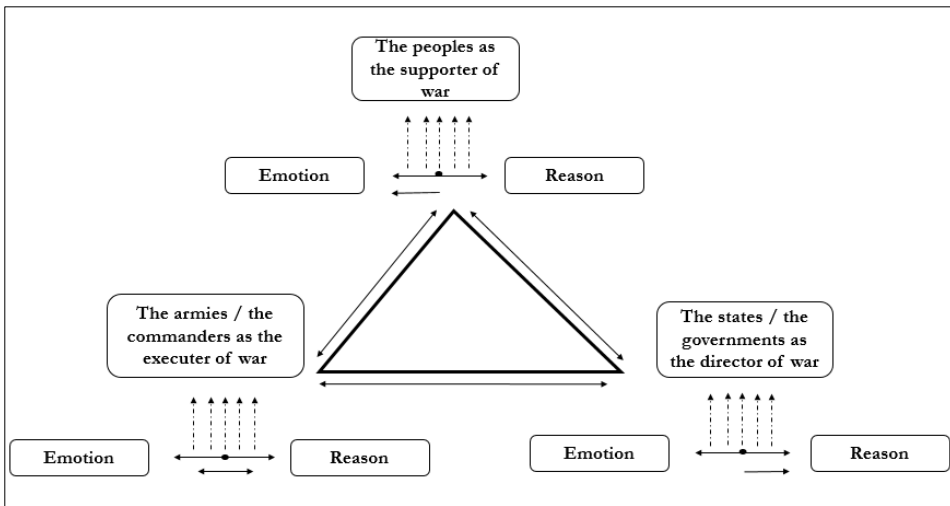 The peoples as
the supporter of
war
Emotion
Reason
The armies / the
commanders as the
executer of war
The states / the
governments as
the director of war
Emotion
Reason
Emotion
Reason